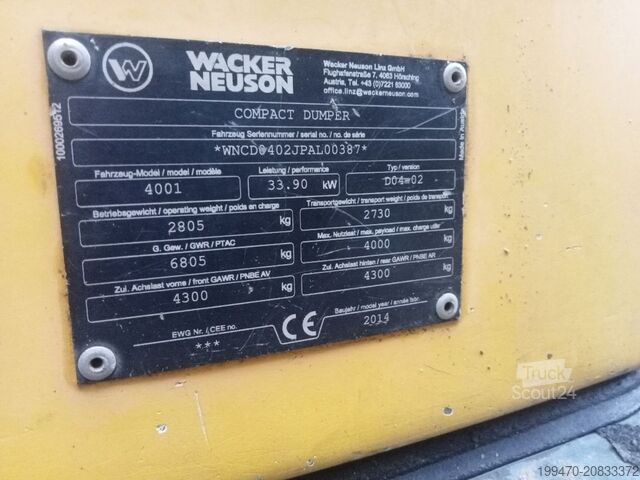 WACKER
NEUSON
Wacker Neuson Linz GmbH
Flughafenstraße 7, 4063 Hörsching
Austria, Tel. +43 (0)7221 63000
office.linz@wackerneuson.com
COMPACT DUMPER
Fahrzeug Seriennummer / serial no. / no. de série
*WNCD0402JPAL00387*
Fahrzeug-Model / model / modèle
Leistung / performance
Typ / version
4001
33.90 kW
D04-02
Betriebsgewicht / operating weight / poids en charge
Transportgewicht / transport weight / poids de transport
2805 kg
2730 kg
G. Gew. / GWR / PTAC
Max. Nutzlast / max. payload / max. charge utile
6805 kg
4000 kg
Zul. Achslast vorne / front GAWR / PNBE AV
Zul. Achslast hinten / rear GAWR / PNBE AR
4300 kg
4300 kg
EWG Nr. / CEE no.
***
CE
Baujahr / model year / année fabr.
2014
1000269512
Made in Austria
Truck
Scout24
199470-20833372